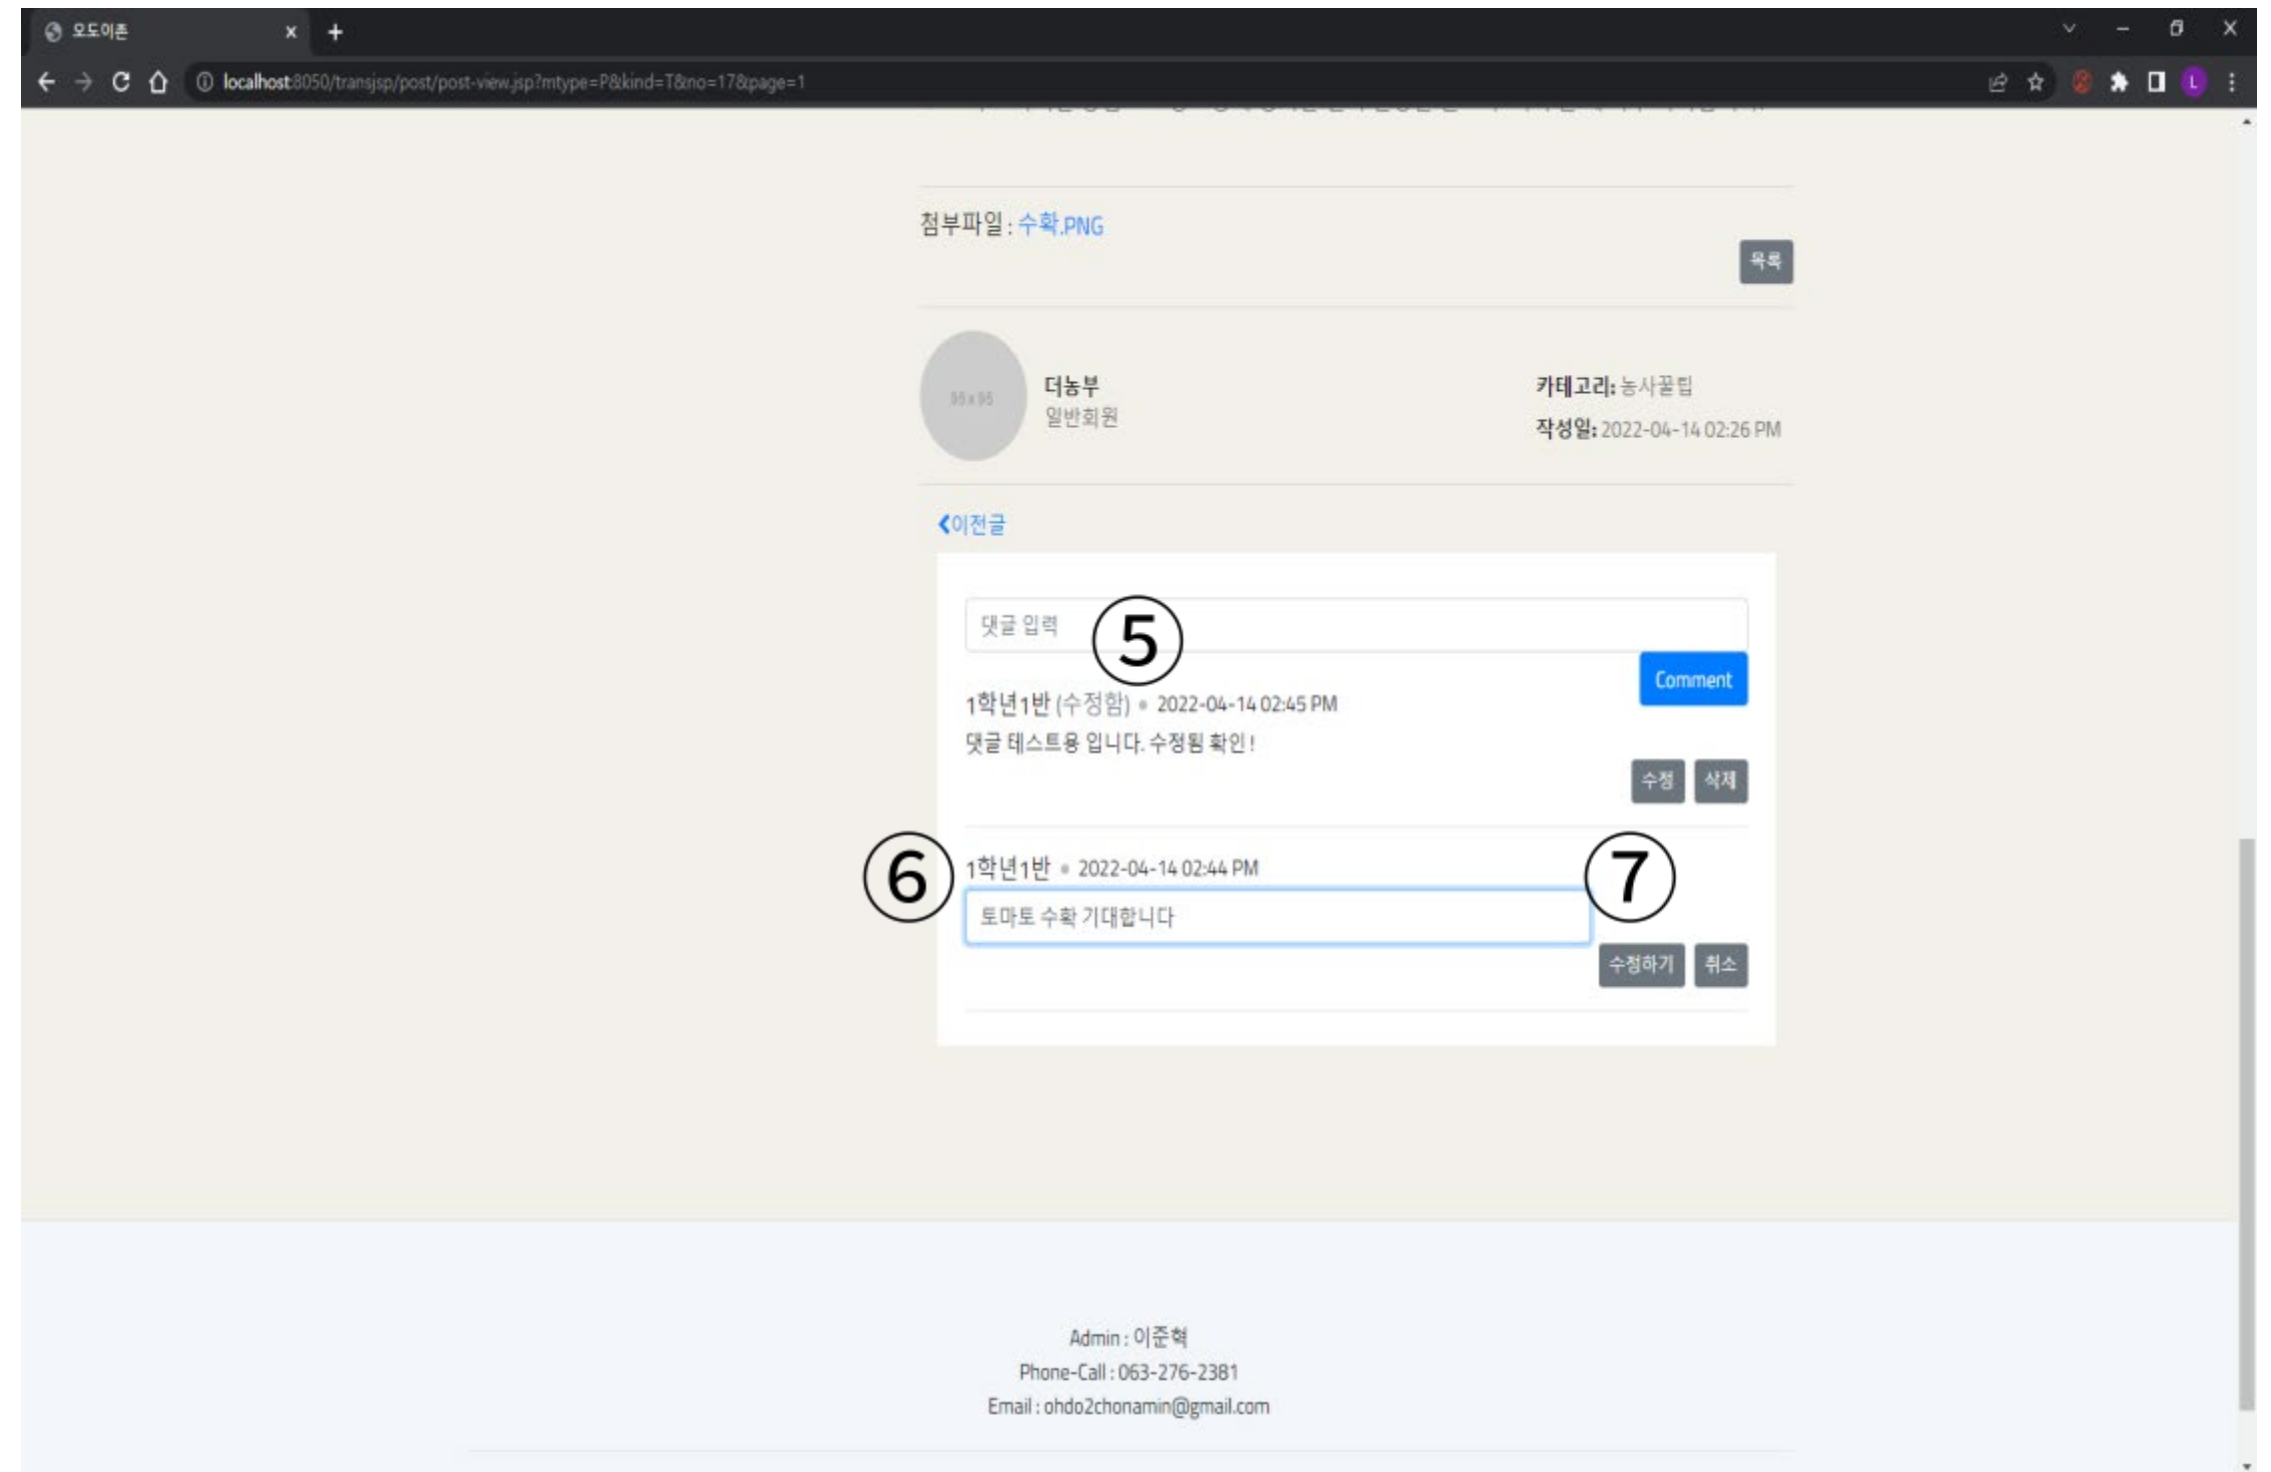 오도이촌
localhost:8050/transjsp/post/post-view.jsp?mtype=P&kind=T&no=17&page=1
L
첨부파일 : 수확.PNG
목록
95 x 95
더농부
일반회원
카테고리: 농사꿀팁
작성일: 2022-04-14 02:26 PM
이전글
댓글 입력
⑤
Comment
1학년1반 (수정함) • 2022-04-14 02:45 PM
댓글 테스트용 입니다. 수정됨 확인 !
수정 삭제
⑥ 1학년1반 • 2022-04-14 02:44 PM ⑦
토마토 수확 기대합니다
수정하기 취소
Admin : 이준혁
Phone-Call : 063-276-2381
Email : ohdo2chonamin@gmail.com